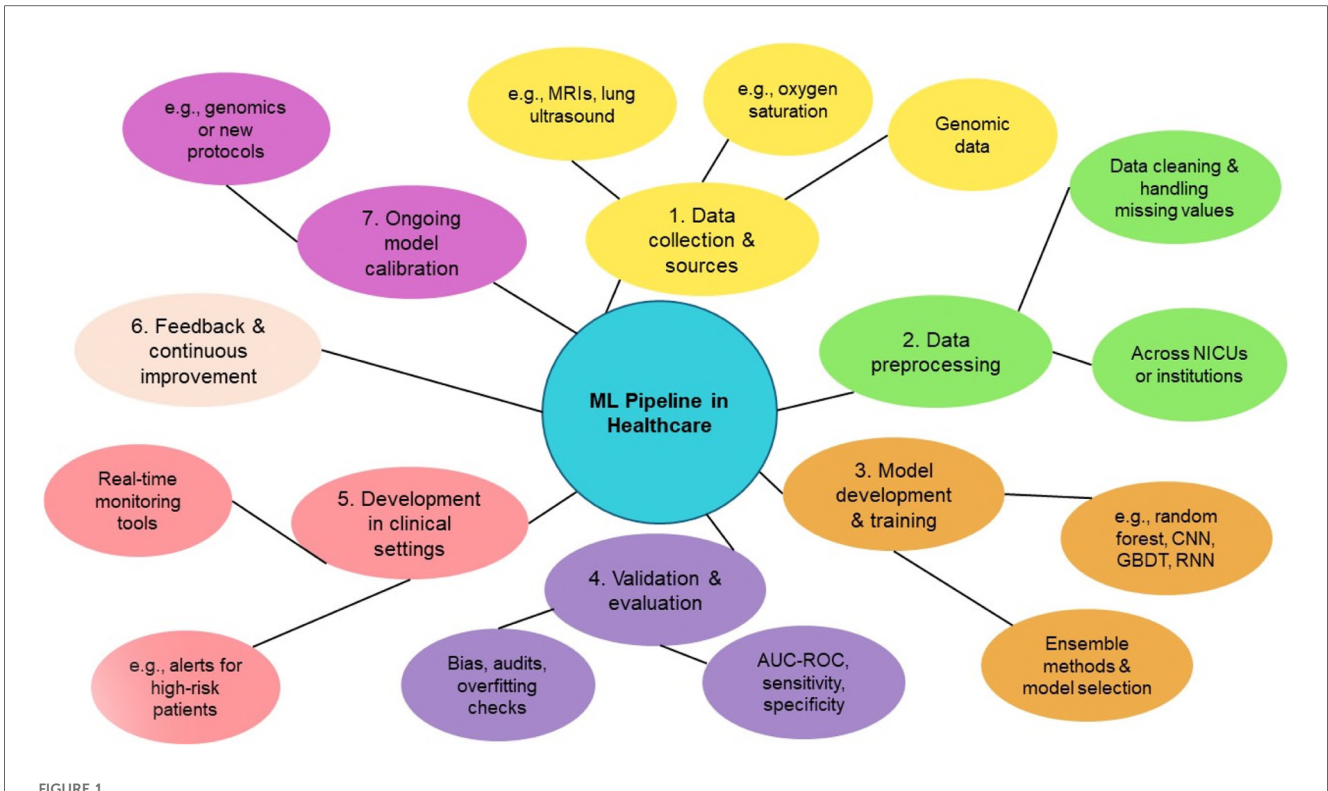 e.g., MRIs, lung
ultrasound
e.g., oxygen
saturation
Genomic
data
e.g., genomics
or new
protocols
7. Ongoing
model
calibration
1. Data
collection &
sources
Data cleaning &
handling
missing values
6. Feedback &
continuous
improvement
2. Data
preprocessing
Across NICUs
or institutions
ML Pipeline in
Healthcare
Real-time
monitoring
tools
5. Development
in clinical
settings
3. Model
development
& training
e.g., random
forest, CNN,
GBDT, RNN
4. Validation &
evaluation
e.g., alerts for
high-risk
patients
Bias, audits,
overfitting
checks
AUC-ROC,
sensitivity,
specificity
Ensemble
methods &
model selection
FIGURE 1